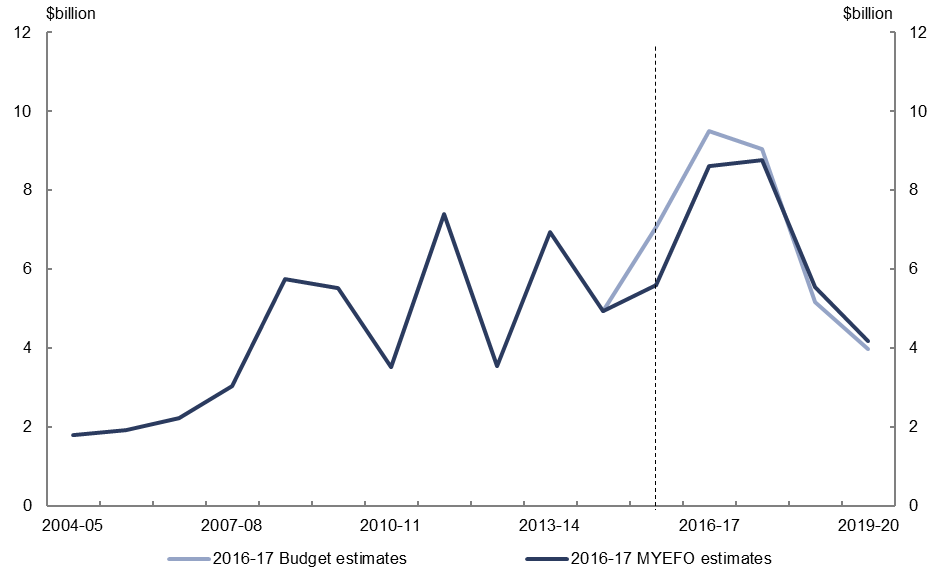 $billion $billion
12 12
10 10
8 8
6 6
4 4
2 2
0 0
2004-05 2007-08 2010-11 2013-14 2016-17 2019-20
2016-17 Budget estimates 2016-17 MYEFO estimates